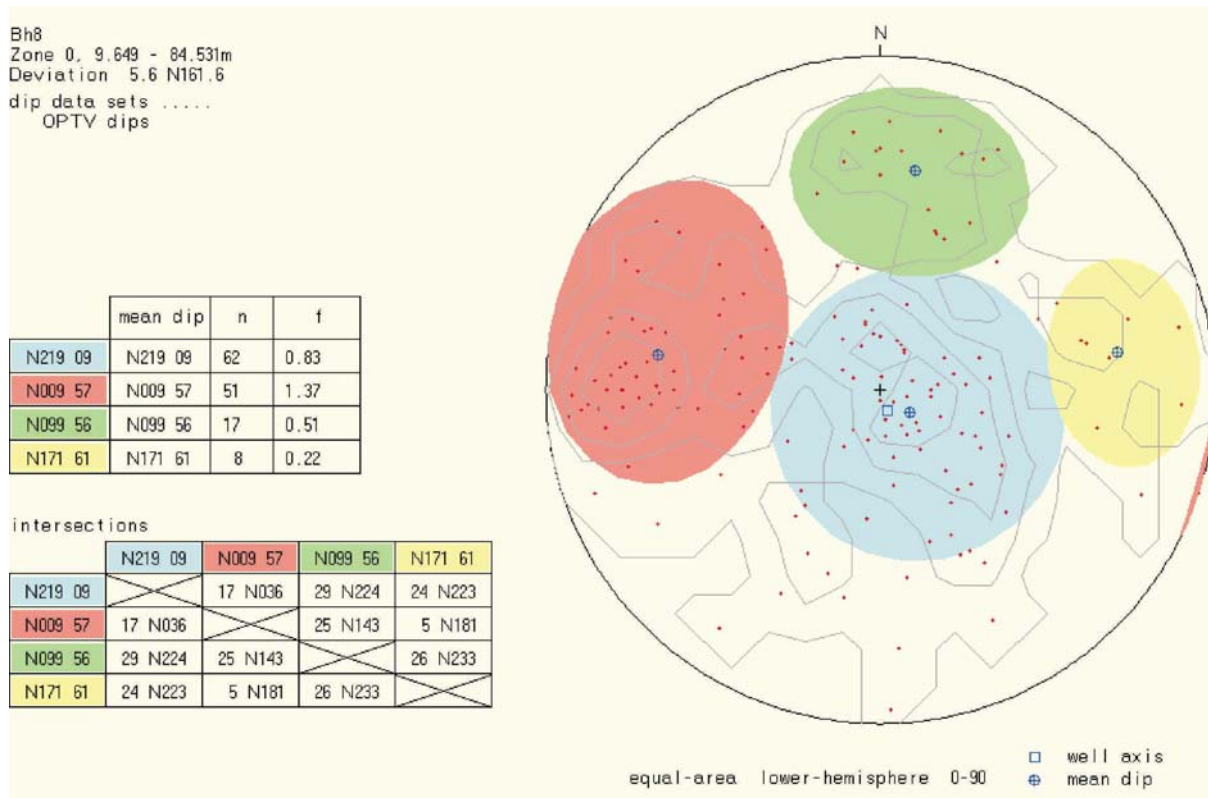 Bh8
Zone 0, 9.649 - 84.531m
Deviation 5.6 N161.6
dip data sets .....
OPTV dips
N
mean dip n f
N219 09 N219 09 62 0.83
N009 57 N009 57 51 1.37
N099 56 N099 56 17 0.51
N171 61 N171 61 8 0.22
intersections
N219 09 N009 57 N099 56 N171 61
N219 09 17 N036 29 N224 24 N223
N009 57 17 N036 25 N143 5 N181
N099 56 29 N224 25 N143 26 N233
N171 61 24 N223 5 N181 26 N233
well axis
equal-area lower-hemisphere 0-90 mean dip